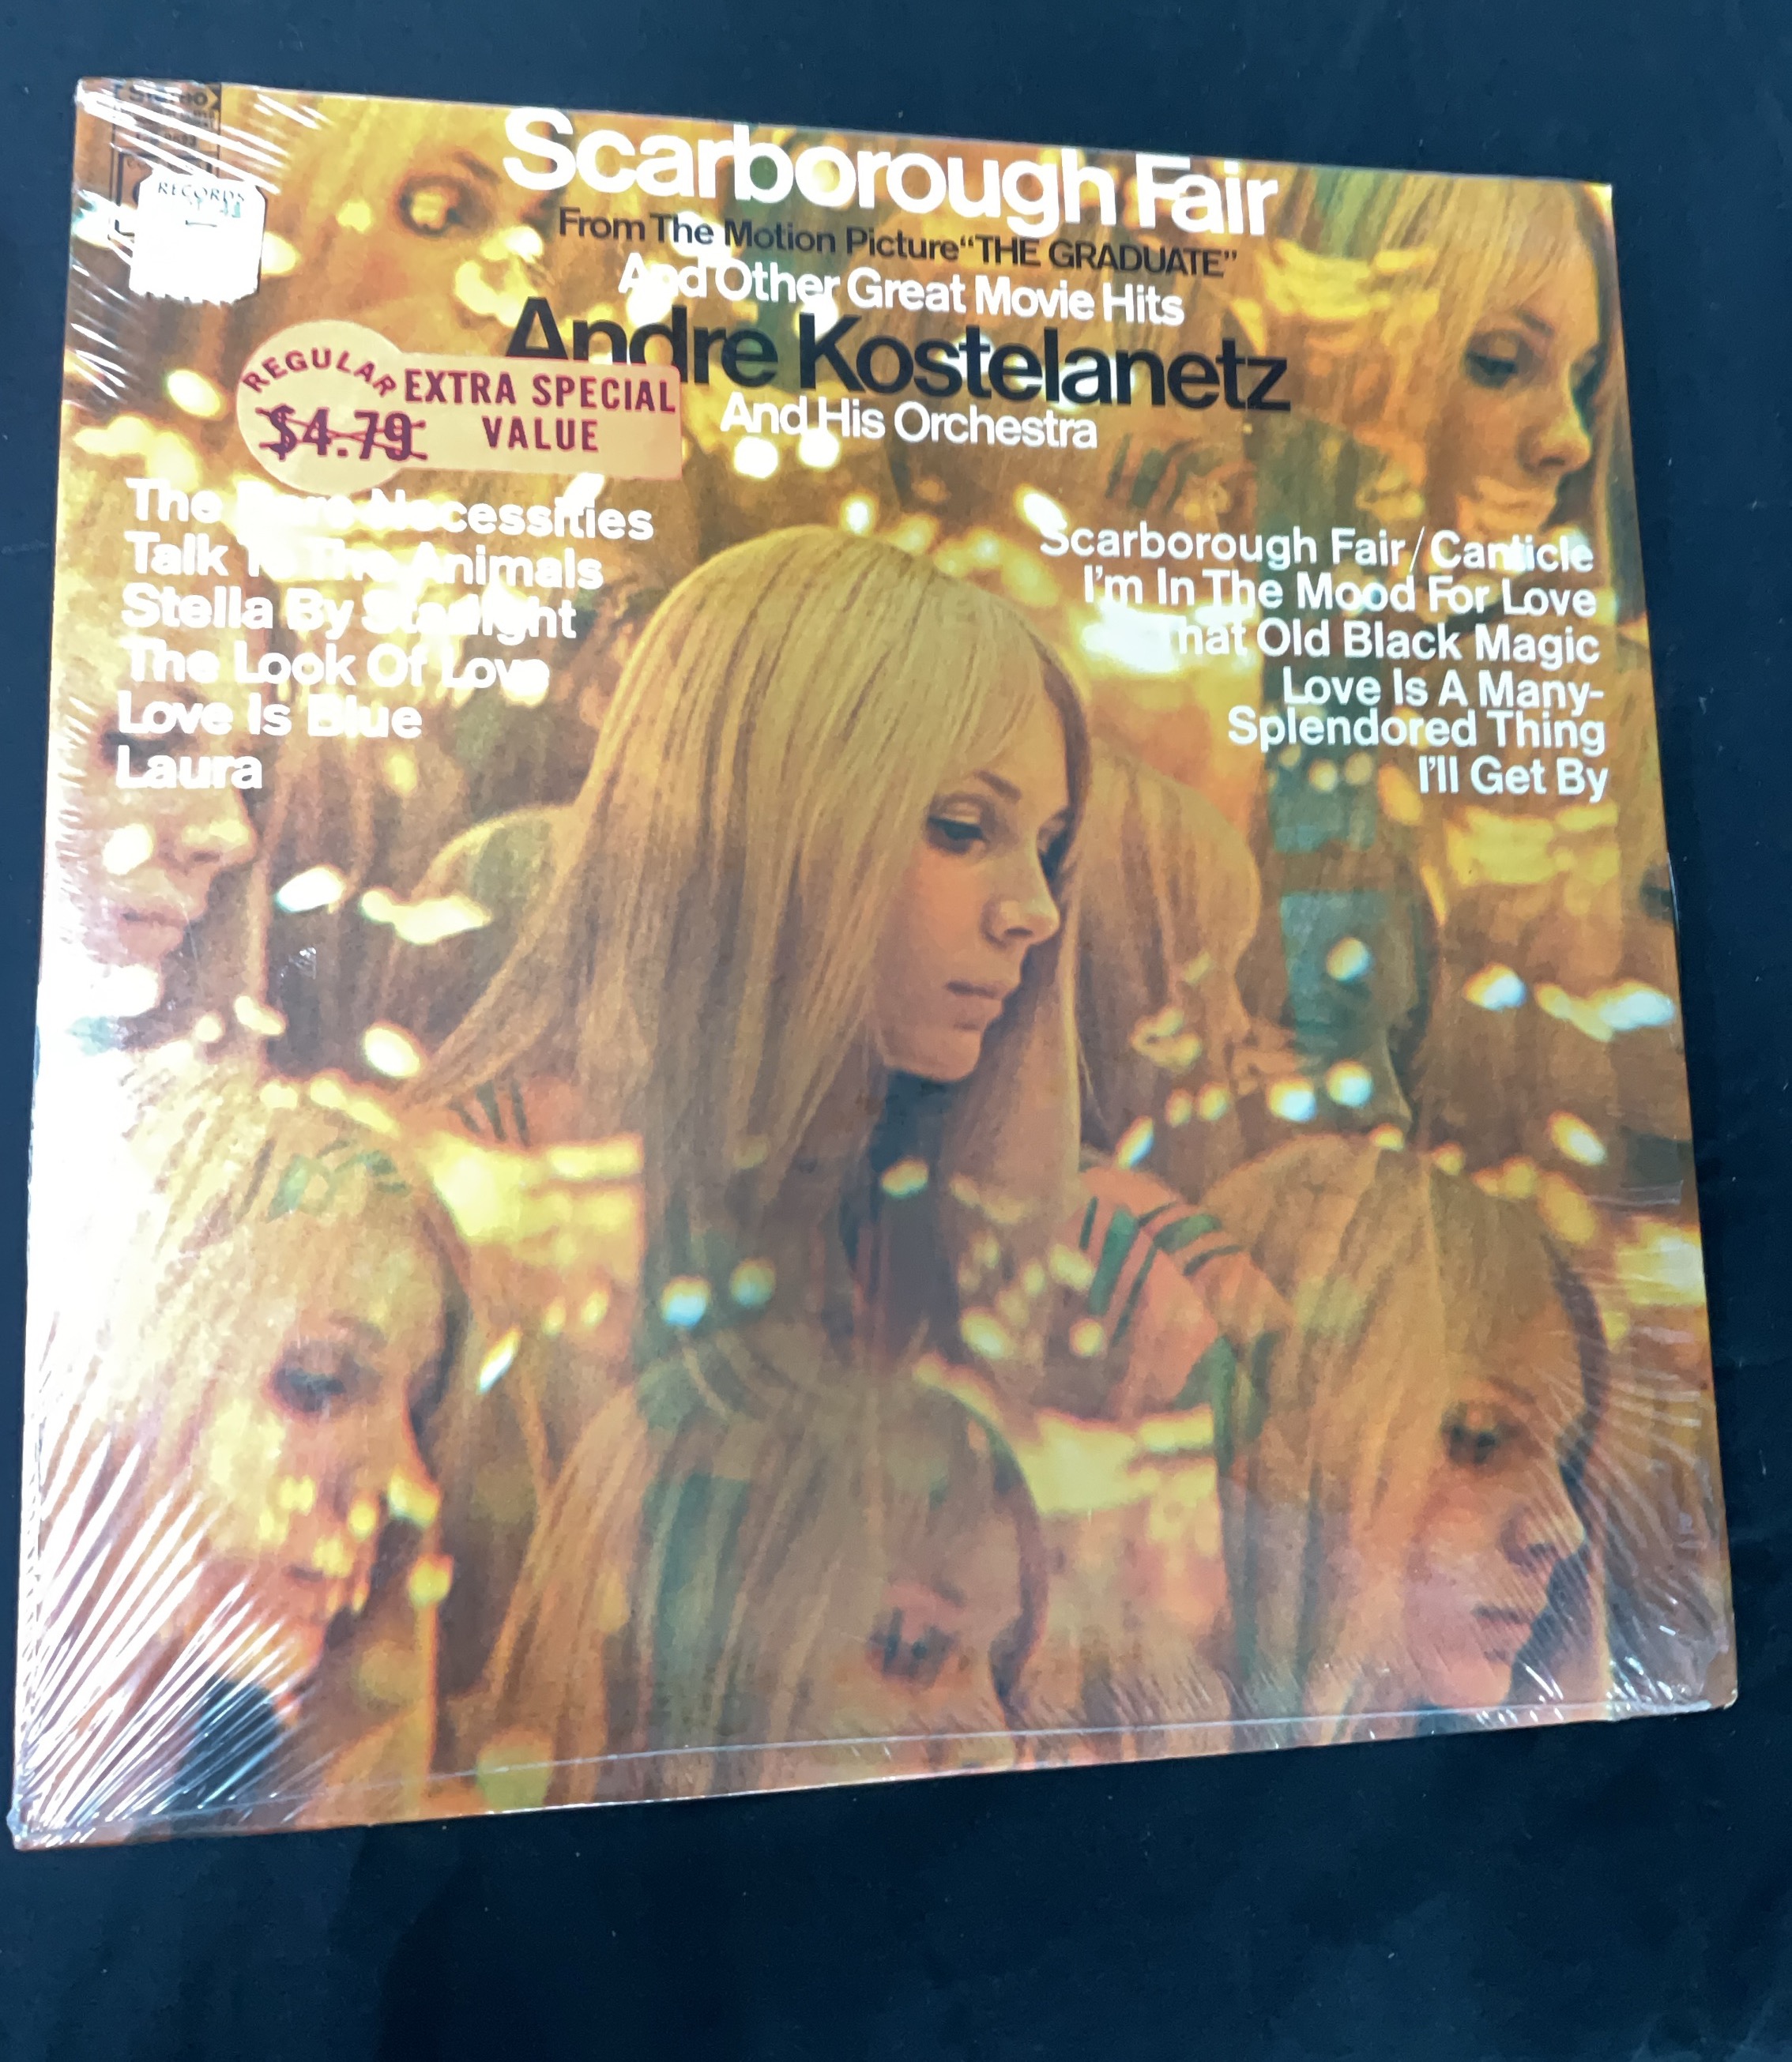 Stereo
RECORDS
Scarborough Fair
From The Motion Picture “THE GRADUATE”
And Other Great Movie Hits
Andre Kostelanetz
And His Orchestra
REGULAR
$4.79
EXTRA SPECIAL
VALUE
The Bare Necessities
Talk To The Animals
Stella By Starlight
The Look Of Love
Love Is Blue
Laura
Scarborough Fair/Canticle
I'm In The Mood For Love
That Old Black Magic
Love Is A Many-
Splendored Thing
I'll Get By